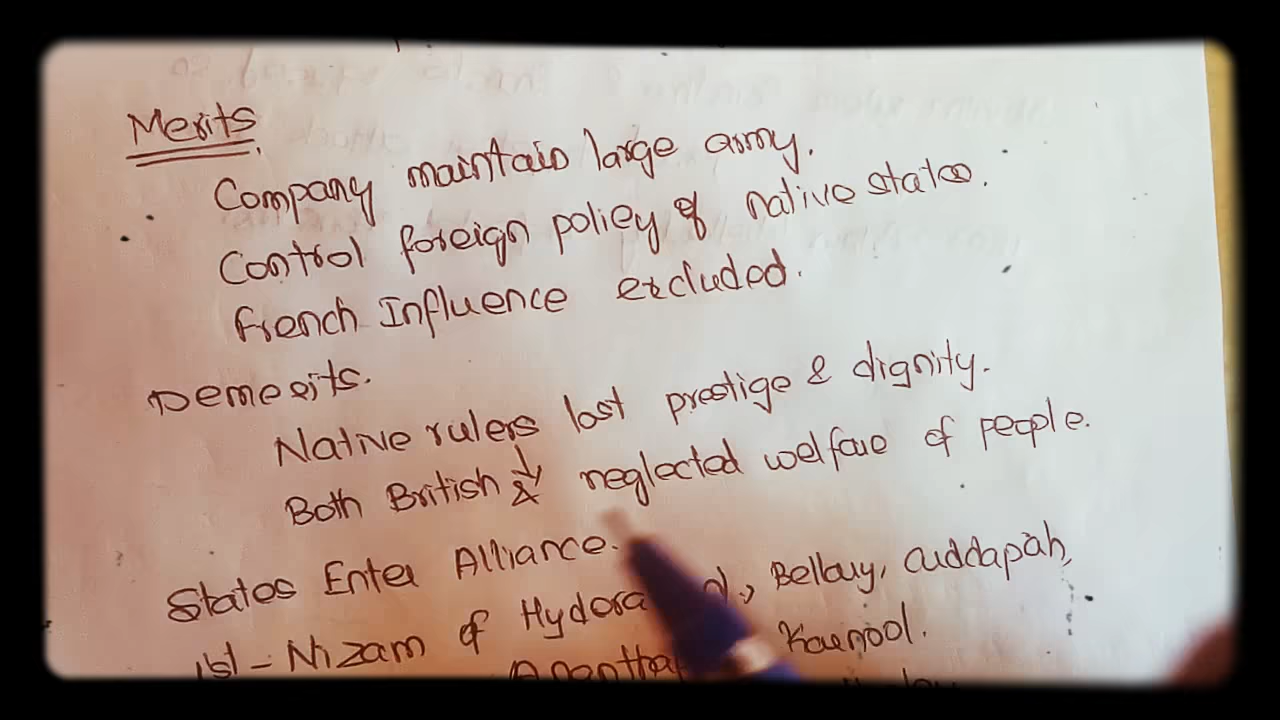 Merits
Company maintain large army.
Control foreign policy of native states.
French Influence excluded.
Demerits.
Native rulers lost prestige & dignity.
Both British & neglected welfare of people.
States Enter Alliance.
1st - Nizam of Bellary, Cuddapah,
Kurnool.